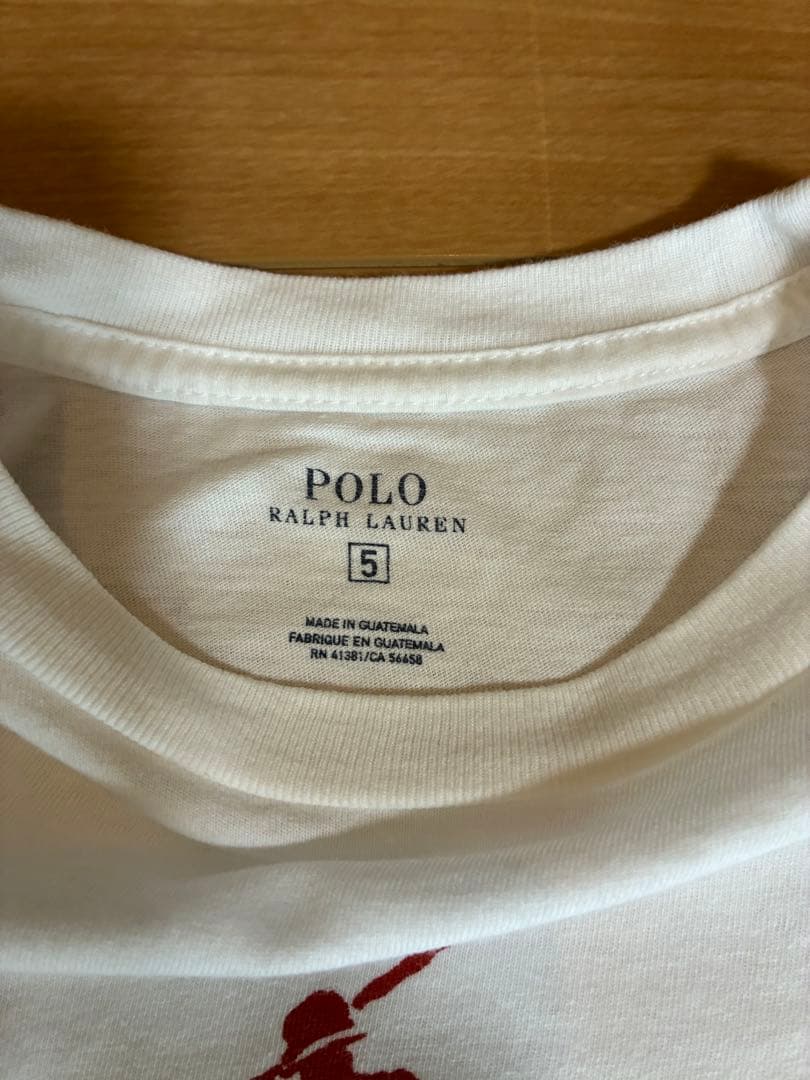 POLO
RALPH LAUREN
5
MADE IN GUATEMALA
FABRIQUE EN GUATEMALA
RN 41381/CA 56658